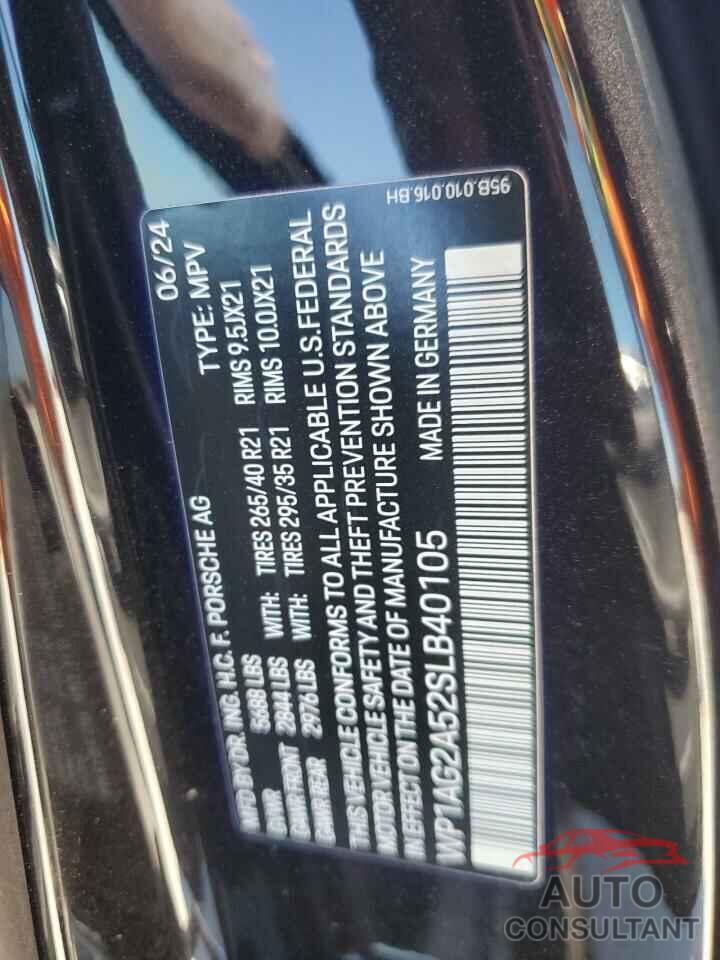 MFD BY DR. ING. H.C. F. PORSCHE AG 06/24
GVWR 5688 LBS TYPE: MPV
GAWR FRONT 2844 LBS WITH: TIRES 265/40 R21 RIMS 9.5JX21
GAWR REAR 2976 LBS WITH: TIRES 295/35 R21 RIMS 10.0JX21
THIS VEHICLE CONFORMS TO ALL APPLICABLE U.S. FEDERAL
MOTOR VEHICLE SAFETY AND THEFT PREVENTION STANDARDS
IN EFFECT ON THE DATE OF MANUFACTURE SHOWN ABOVE
WP1AG2A52SLB40105 MADE IN GERMANY
95B.010.016.BH
AUTO
CONSULTANT